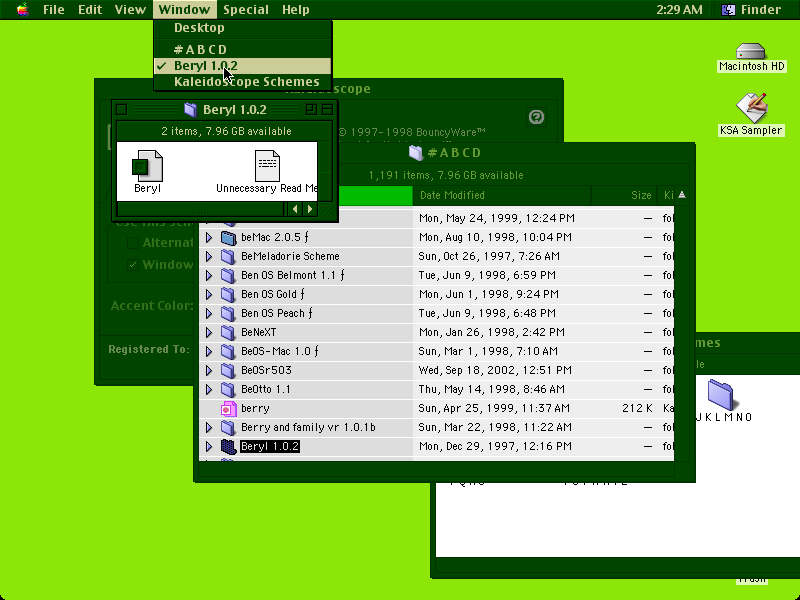 File Edit View Window Special Help 2:29 AM Finder
Desktop
#ABCD
✓ Beryl 1.0.2
Kaleidoscope Schemes
Macintosh HD
KSA Sampler
Kaleidoscope
© 1997-1998 BouncyWare™
Beryl 1.0.2
2 items, 7.96 GB available
Beryl
Unnecessary Read Me
#ABCD
1,191 items, 7.96 GB available
Date Modified Size Ki
Mon, May 24, 1999, 12:24 PM — fol
beMac 2.0.5 ƒ Mon, Aug 10, 1998, 10:04 PM — fol
BeMeladorie Scheme Sun, Oct 26, 1997, 7:26 AM — fol
Ben OS Belmont 1.1 ƒ Tue, Jun 9, 1998, 6:59 PM — fol
Ben OS Gold ƒ Mon, Jun 1, 1998, 9:24 PM — fol
Ben OS Peach ƒ Tue, Jun 9, 1998, 6:48 PM — fol
BeNeXT Mon, Jan 26, 1998, 2:42 PM — fol
BeOS-Mac 1.0 ƒ Sun, Mar 1, 1998, 7:10 AM — fol
BeOSr503 Wed, Sep 18, 2002, 12:51 PM — fol
BeOtto 1.1 Thu, May 14, 1998, 8:46 AM — fol
berry Sun, Apr 25, 1999, 11:37 AM 212 K Ka
Berry and family vr 1.0.1b Sun, Mar 22, 1998, 11:22 AM — fol
Beryl 1.0.2 Mon, Dec 29, 1997, 12:16 PM — fol
Alternat
✓ Window
Accent Color:
Registered To:
mes
le
JKLMNO
Trash